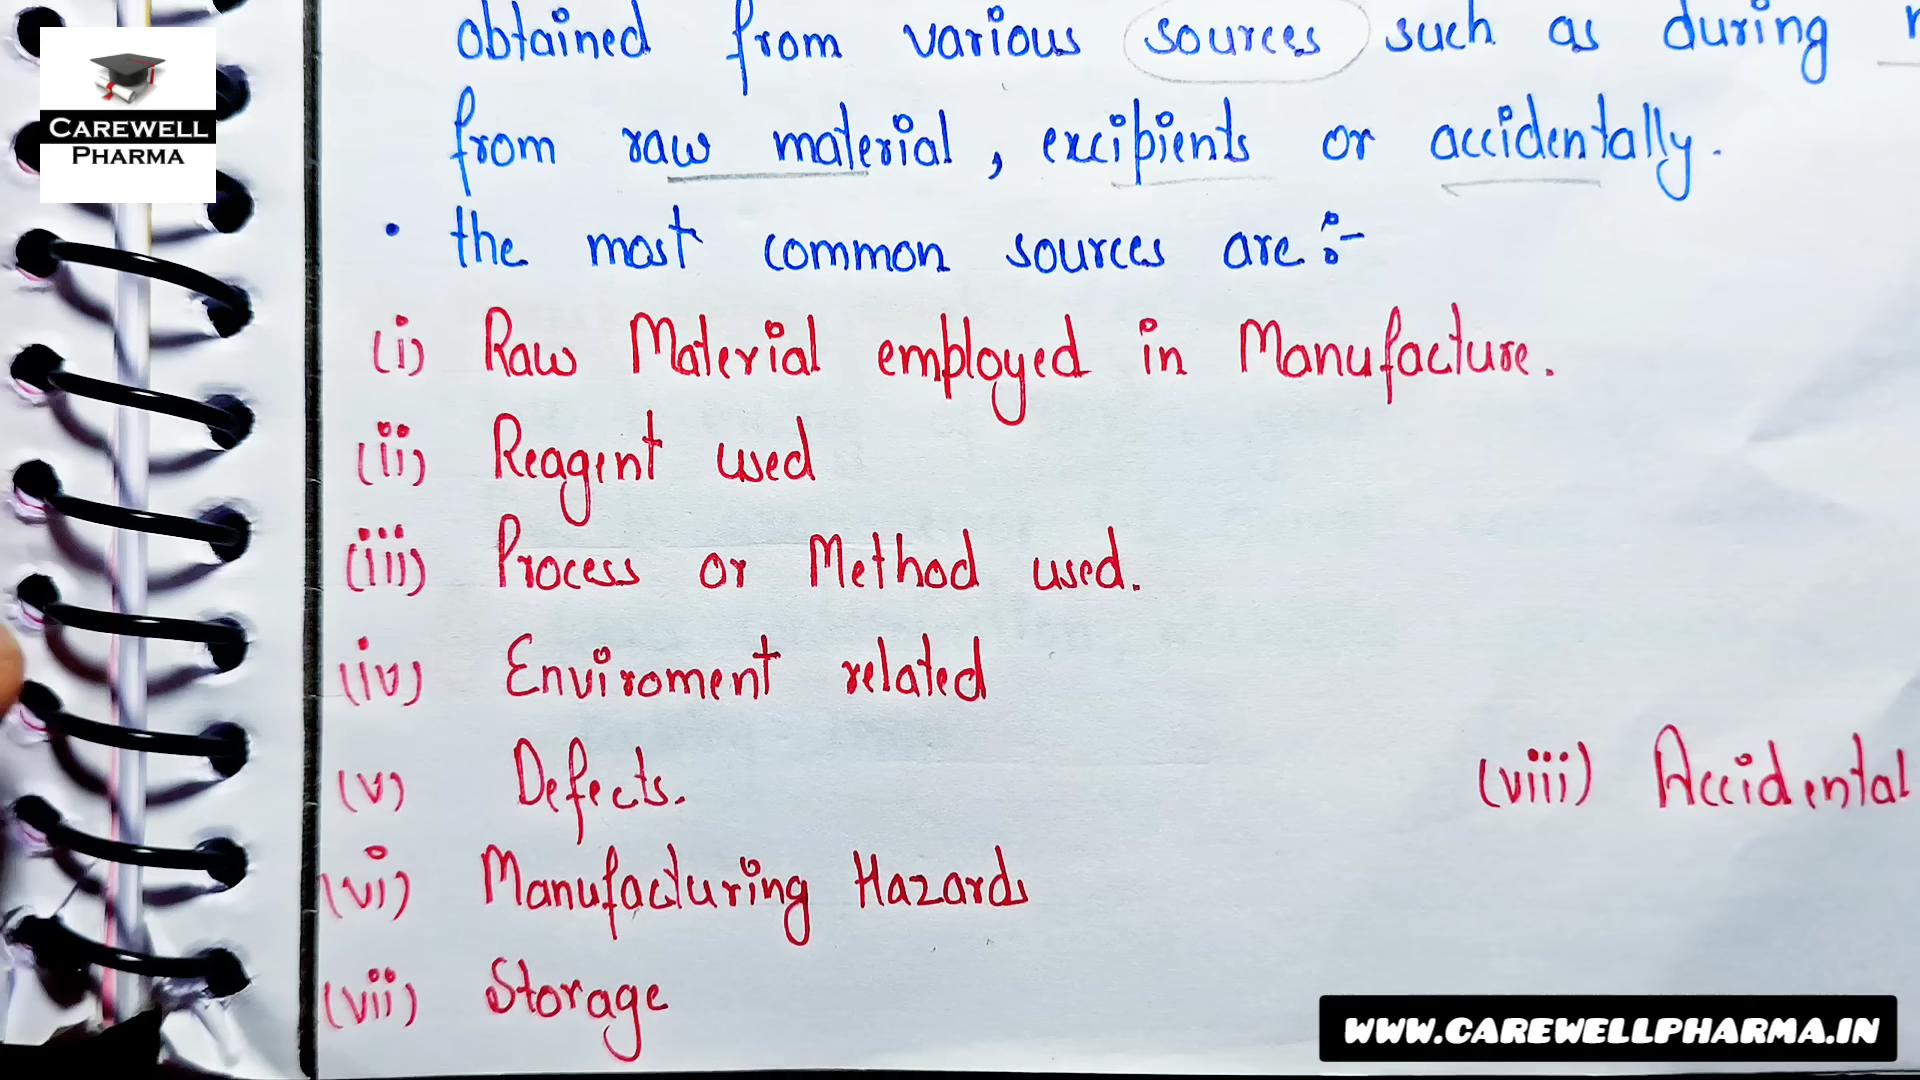 CAREWELL
PHARMA
obtained from various sources such as during
from raw material, excipients or accidentally.
• the most common sources are:-
(i) Raw Material employed in Manufacture.
(ii) Reagent used
(iii) Process or Method used.
(iv) Enviroment related
(v) Defects.
(viii) Accidental
(vi) Manufacturing Hazards
(vii) Storage
WWW.CAREWELLPHARMA.IN